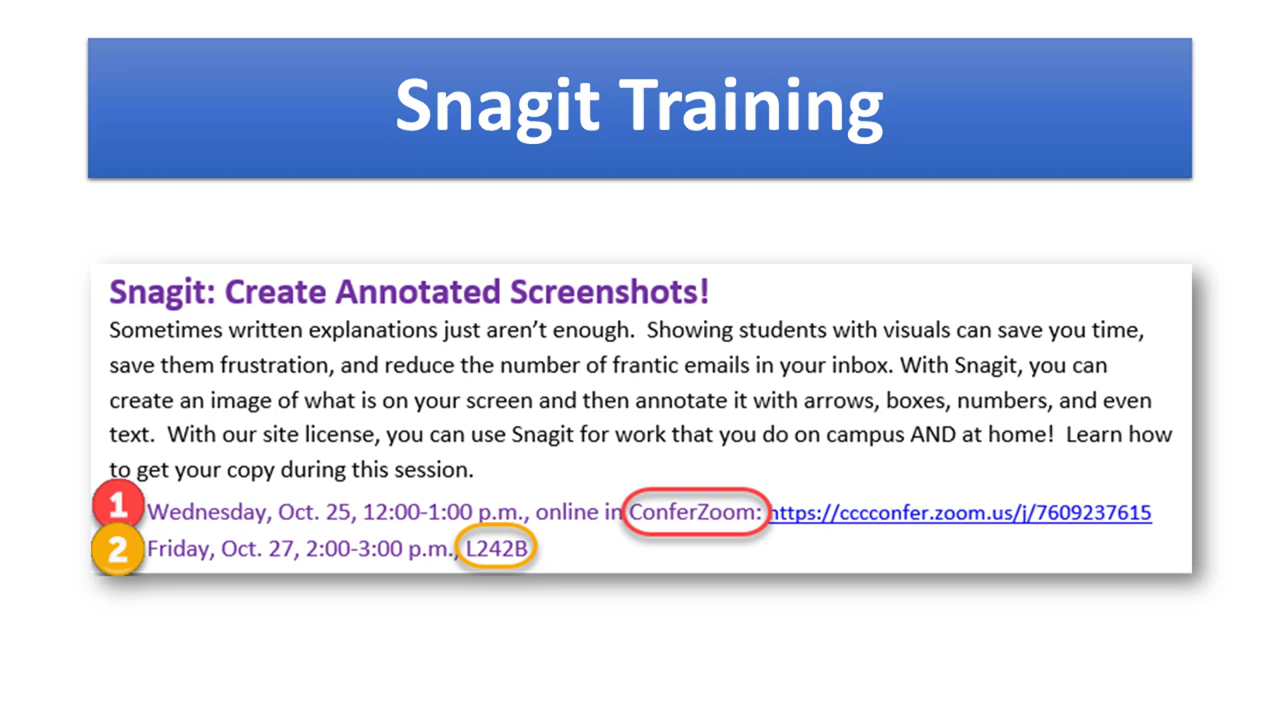 Snagit Training
Snagit: Create Annotated Screenshots!
Sometimes written explanations just aren’t enough.  Showing students with visuals can save you time,
save them frustration, and reduce the number of frantic emails in your inbox. With Snagit, you can
create an image of what is on your screen and then annotate it with arrows, boxes, numbers, and even
text.  With our site license, you can use Snagit for work that you do on campus AND at home!  Learn how
to get your copy during this session.
1 Wednesday, Oct. 25, 12:00-1:00 p.m., online in ConferZoom: https://cccconfer.zoom.us/j/7609237615
2 Friday, Oct. 27, 2:00-3:00 p.m., L242B